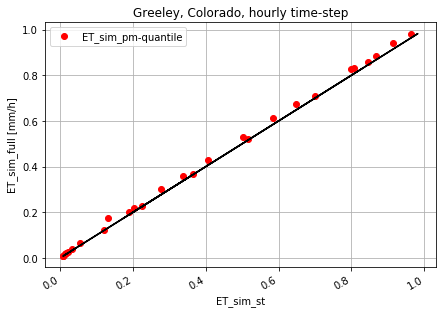 Greeley, Colorado, hourly time-step
ET_sim_pm-quantile
1.0
0.8
0.6
0.4
0.2
0.0
ET_sim_full [mm/h]
0.0 0.2 0.4 0.6 0.8 1.0
ET_sim_st